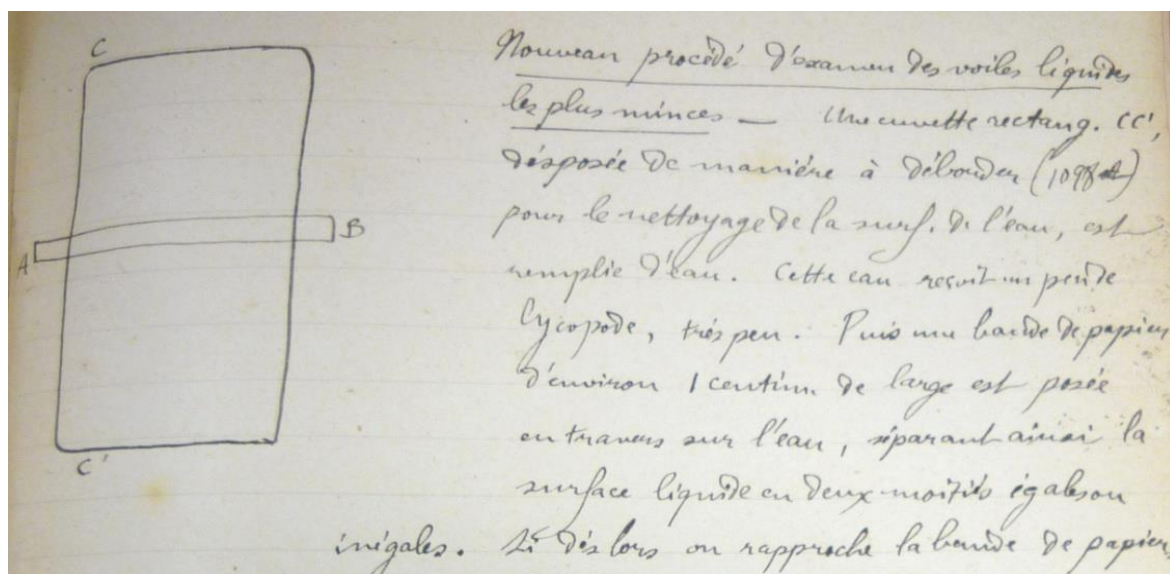 C
Nouveau procédé d'examen des voiles liquides
les plus minces — Une cuvette rectang. CC',
disposée de manière à déborder (1098)
pour le nettoyage de la surf. de l'eau, est
A
B
remplie d'eau. Cette eau reçoit un peu de
lycopode, très peu. Puis une bande de papier
d'environ 1 centim. de large est posée
en travers sur l'eau, séparant ainsi la
C'
surface liquide en deux moitiés égales ou
inégales. Si dès lors on rapproche la bande de papier,